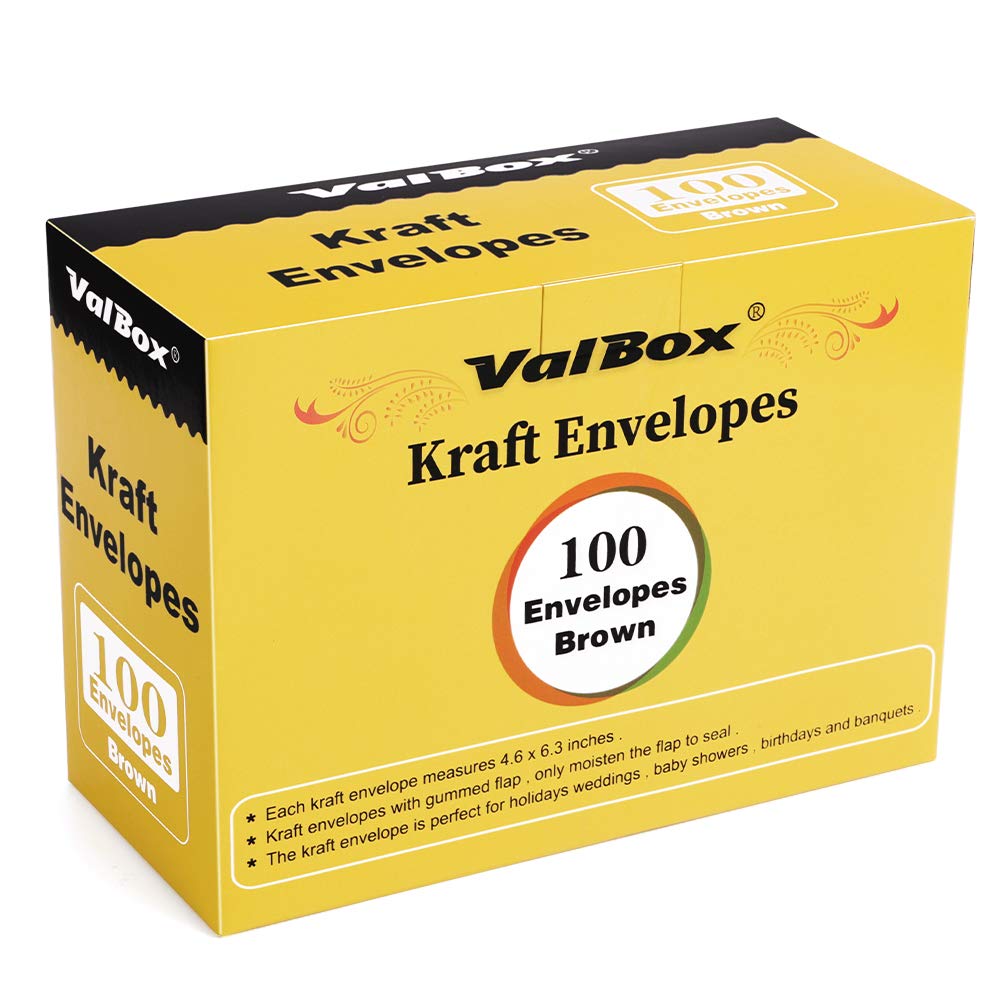 ValBox®
Kraft
Envelopes
100
Envelopes
Brown
ValBox®
Kraft
Envelopes
100
Envelopes
Brown
ValBox®
Kraft Envelopes
100
Envelopes
Brown
* Each kraft envelope measures 4.6 x 6.3 inches .
* Kraft envelopes with gummed flap , only moisten the flap to seal .
* The kraft envelope is perfect for holidays weddings , baby showers , birthdays and banquets .